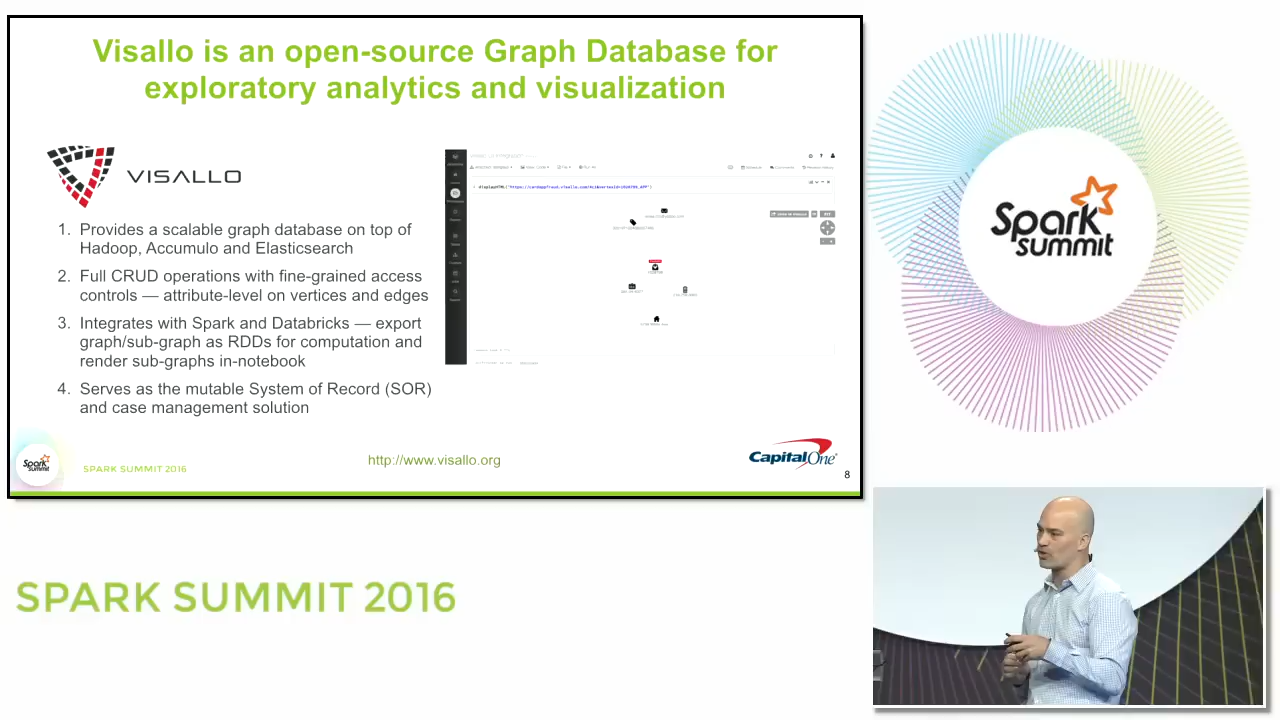 Visallo is an open-source Graph Database for
exploratory analytics and visualization
VISALLO
1. Provides a scalable graph database on top of
Hadoop, Accumulo and Elasticsearch
2. Full CRUD operations with fine-grained access
controls — attribute-level on vertices and edges
3. Integrates with Spark and Databricks — export
graph/sub-graph as RDDs for computation and
render sub-graphs in-notebook
4. Serves as the mutable System of Record (SOR)
and case management solution
Spark
summit
SPARK SUMMIT 2016
http://www.visallo.org
Capital One
8
Spark
summit
SPARK SUMMIT 2016